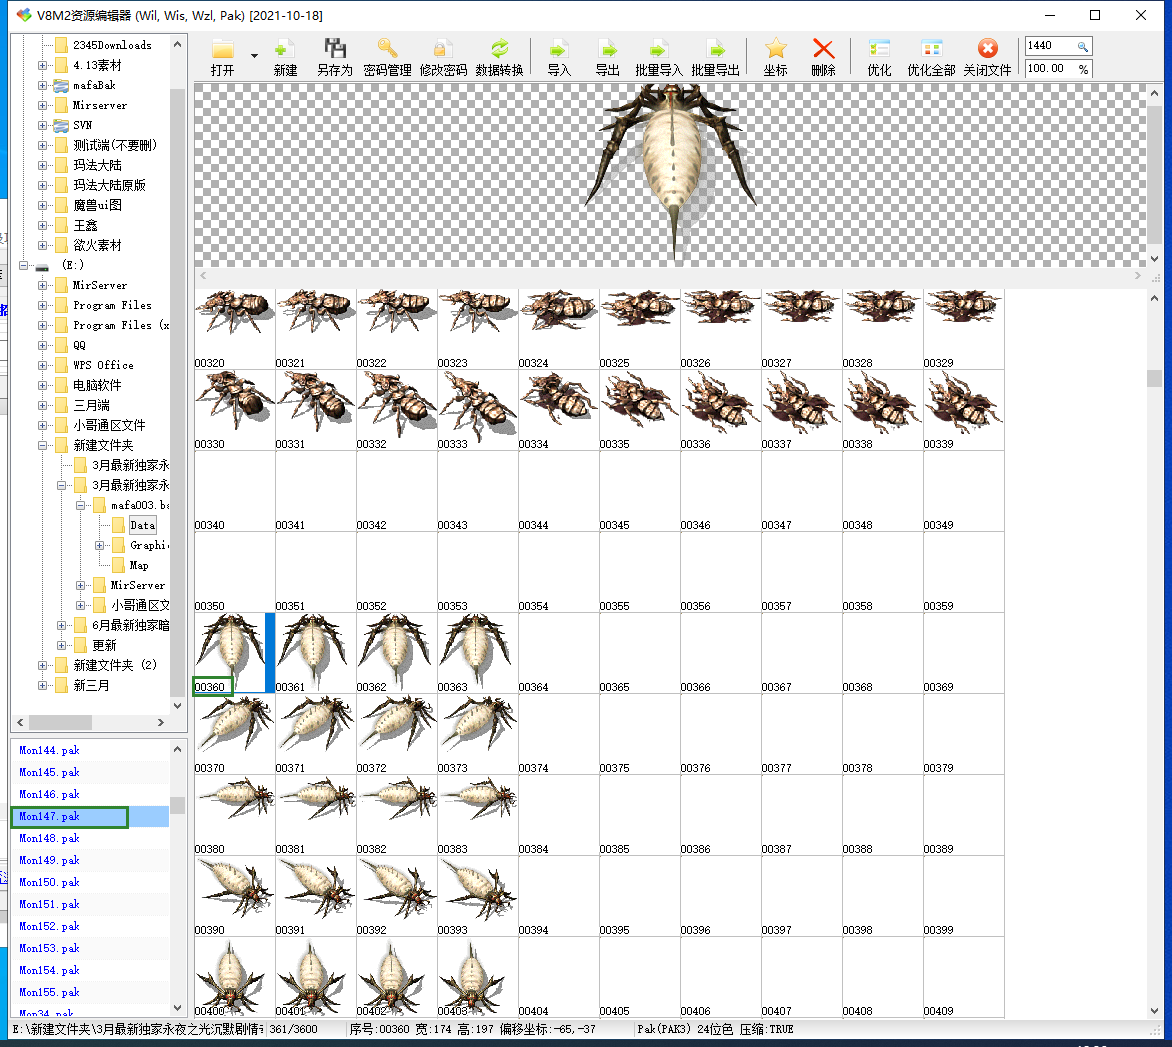 V8M2资源编辑器 (Wil, Wis, Wzl, Pak) [2021-10-18]
打开 新建 另存为 密码管理 修改密码 数据转换 导入 导出 批量导入 批量导出 坐标 删除 优化 优化全部 关闭文件
1440
100.00 %
2345Downloads
4.13素材
mafaBak
Mirserver
SVN
测试端(不要删)
玛法大陆
玛法大陆原版
魔兽ui图
王鑫
欲火素材
(E:)
MirServer
Program Files
Program Files (x
QQ
WPS Office
电脑软件
三月端
小哥通区文件
新建文件夹
3月最新独家永
3月最新独家永
mafa003.ba
Data
Graphi
Map
MirServer
小哥通区文
6月最新独家暗
更新
新建文件夹 (2)
新三月
Mon144.pak
Mon145.pak
Mon146.pak
Mon147.pak
Mon148.pak
Mon149.pak
Mon150.pak
Mon151.pak
Mon152.pak
Mon153.pak
Mon154.pak
Mon155.pak
Mon34.pak
00320 00321 00322 00323 00324 00325 00326 00327 00328 00329
00330 00331 00332 00333 00334 00335 00336 00337 00338 00339
00340 00341 00342 00343 00344 00345 00346 00347 00348 00349
00350 00351 00352 00353 00354 00355 00356 00357 00358 00359
00360 00361 00362 00363 00364 00365 00366 00367 00368 00369
00370 00371 00372 00373 00374 00375 00376 00377 00378 00379
00380 00381 00382 00383 00384 00385 00386 00387 00388 00389
00390 00391 00392 00393 00394 00395 00396 00397 00398 00399
00400 00401 00402 00403 00404 00405 00406 00407 00408 00409
E:\新建文件夹\3月最新独家永夜之光沉默剧情 361/3600 序号:00360 宽:174 高:197 偏移坐标:-65,-37 Pak(PAK3) 24位色 压缩:TRUE